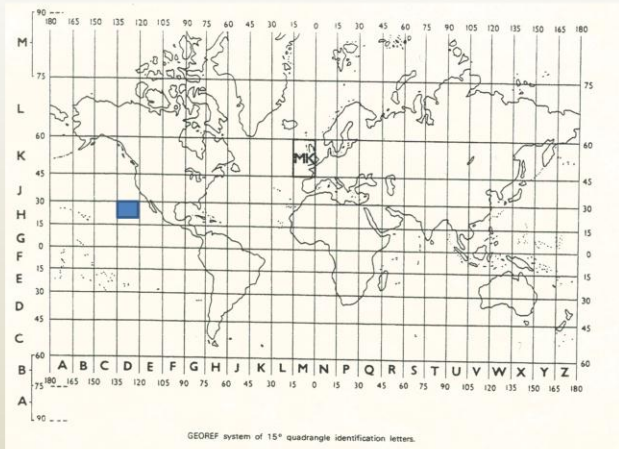 90
180 165 150 135 120 105 90 75 60 45 30 15 0 15 30 45 60 75 90 105 120 135 150 165 180
M
75 75
L
60 60
K MK
45 45
J
30 30
H
15 15
G
0 0
F
15 15
E
30 30
D
45 45
C
60 60
B A B C D E F G H J K L M N P Q R S T U V W X Y Z
75 180 165 150 135 120 105 90 75 60 45 30 15 0 15 30 45 60 75 90 105 120 135 150 165 180
A
90
GEOREF system of 15° quadrangle identification letters.